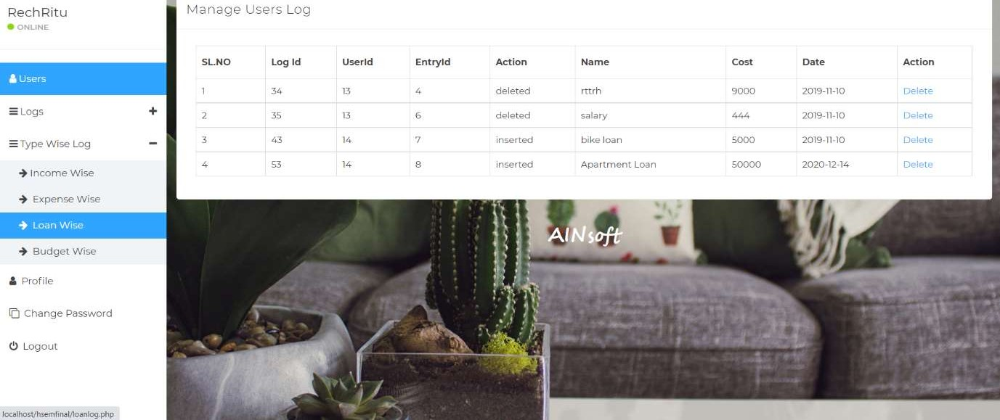 RechRitu
ONLINE
Users
Logs
Type Wise Log
Income Wise
Expense Wise
Loan Wise
Budget Wise
Profile
Change Password
Logout
localhost/hsemfinal/loanlog.php
Manage Users Log
SL.NO Log Id UserId EntryId Action Name Cost Date Action
1 34 13 4 deleted rttrh 9000 2019-11-10 Delete
2 35 13 6 deleted salary 444 2019-11-10 Delete
3 43 14 7 inserted bike loan 5000 2019-11-10 Delete
4 53 14 8 inserted Apartment Loan 50000 2020-12-14 Delete
AINsoft